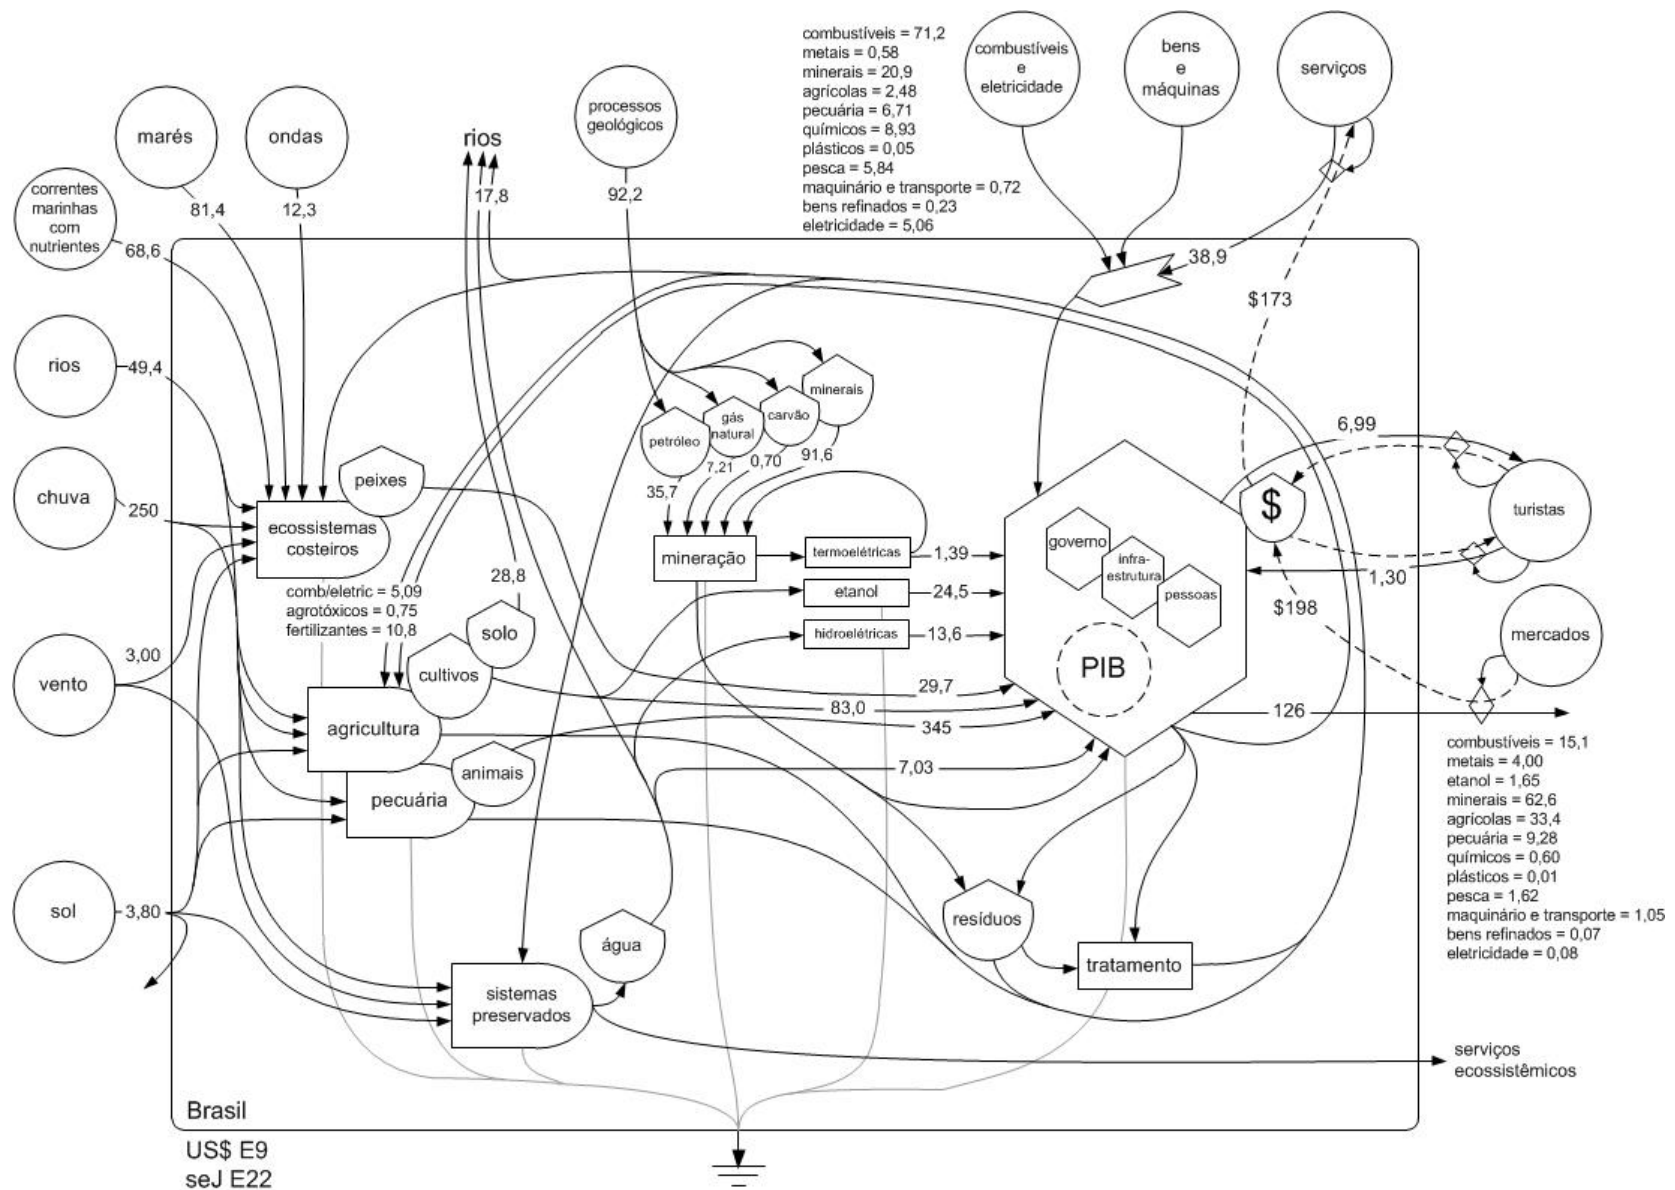 combustíveis = 71,2
metais = 0,58
minerais = 20,9
agrícolas = 2,48
pecuária = 6,71
químicos = 8,93
plásticos = 0,05
pesca = 5,84
maquinário e transporte = 0,72
bens refinados = 0,23
eletricidade = 5,06
combustíveis
e
eletricidade
bens
e
máquinas
serviços
processos
geológicos
marés
ondas
rios
correntes
marinhas
com
nutrientes
81,4
12,3
17,8
92,2
68,6
38,9
$173
rios
49,4
chuva
250
vento
3,00
sol
3,80
minerais
carvão
gás
natural
petróleo
35,7
7,21
0,70
91,6
peixes
ecossistemas
costeiros
comb/eletric = 5,09
agrotóxicos = 0,75
fertilizantes = 10,8
28,8
solo
cultivos
agricultura
animais
pecuária
mineração
termoelétricas
1,39
etanol
24,5
hidroelétricas
13,6
governo
infra-
estrutura
pessoas
PIB
$
6,99
turistas
1,30
$198
mercados
29,7
83,0
345
7,03
126
combustíveis = 15,1
metais = 4,00
etanol = 1,65
minerais = 62,6
agrícolas = 33,4
pecuária = 9,28
químicos = 0,60
plásticos = 0,01
pesca = 1,62
maquinário e transporte = 1,05
bens refinados = 0,07
eletricidade = 0,08
resíduos
tratamento
água
sistemas
preservados
serviços
ecossistêmicos
Brasil
US$ E9
seJ E22